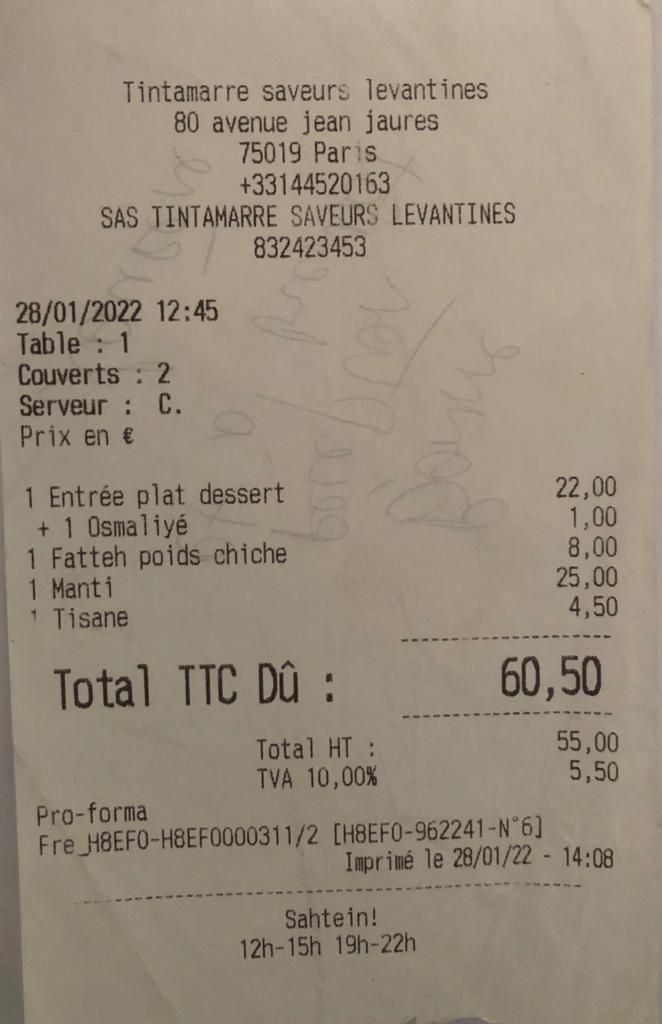 Tintamarre saveurs levantines
80 avenue jean jaures
75019 Paris
+33144520163
SAS TINTAMARRE SAVEURS LEVANTINES
832423453
28/01/2022 12:45
Table : 1
Couverts : 2
Serveur : C.
Prix en €
1 Entrée plat dessert 22,00
+ 1 Osmaliyé 1,00
1 Fatteh poids chiche 8,00
1 Manti 25,00
1 Tisane 4,50
Total TTC Dû : 60,50
Total HT : 55,00
TVA 10,00% 5,50
Pro-forma
Fre_H8EFO-H8EFO000311/2 [H8EFO-962241-N°6]
Imprimé le 28/01/22 - 14:08
Sahtein!
12h-15h 19h-22h